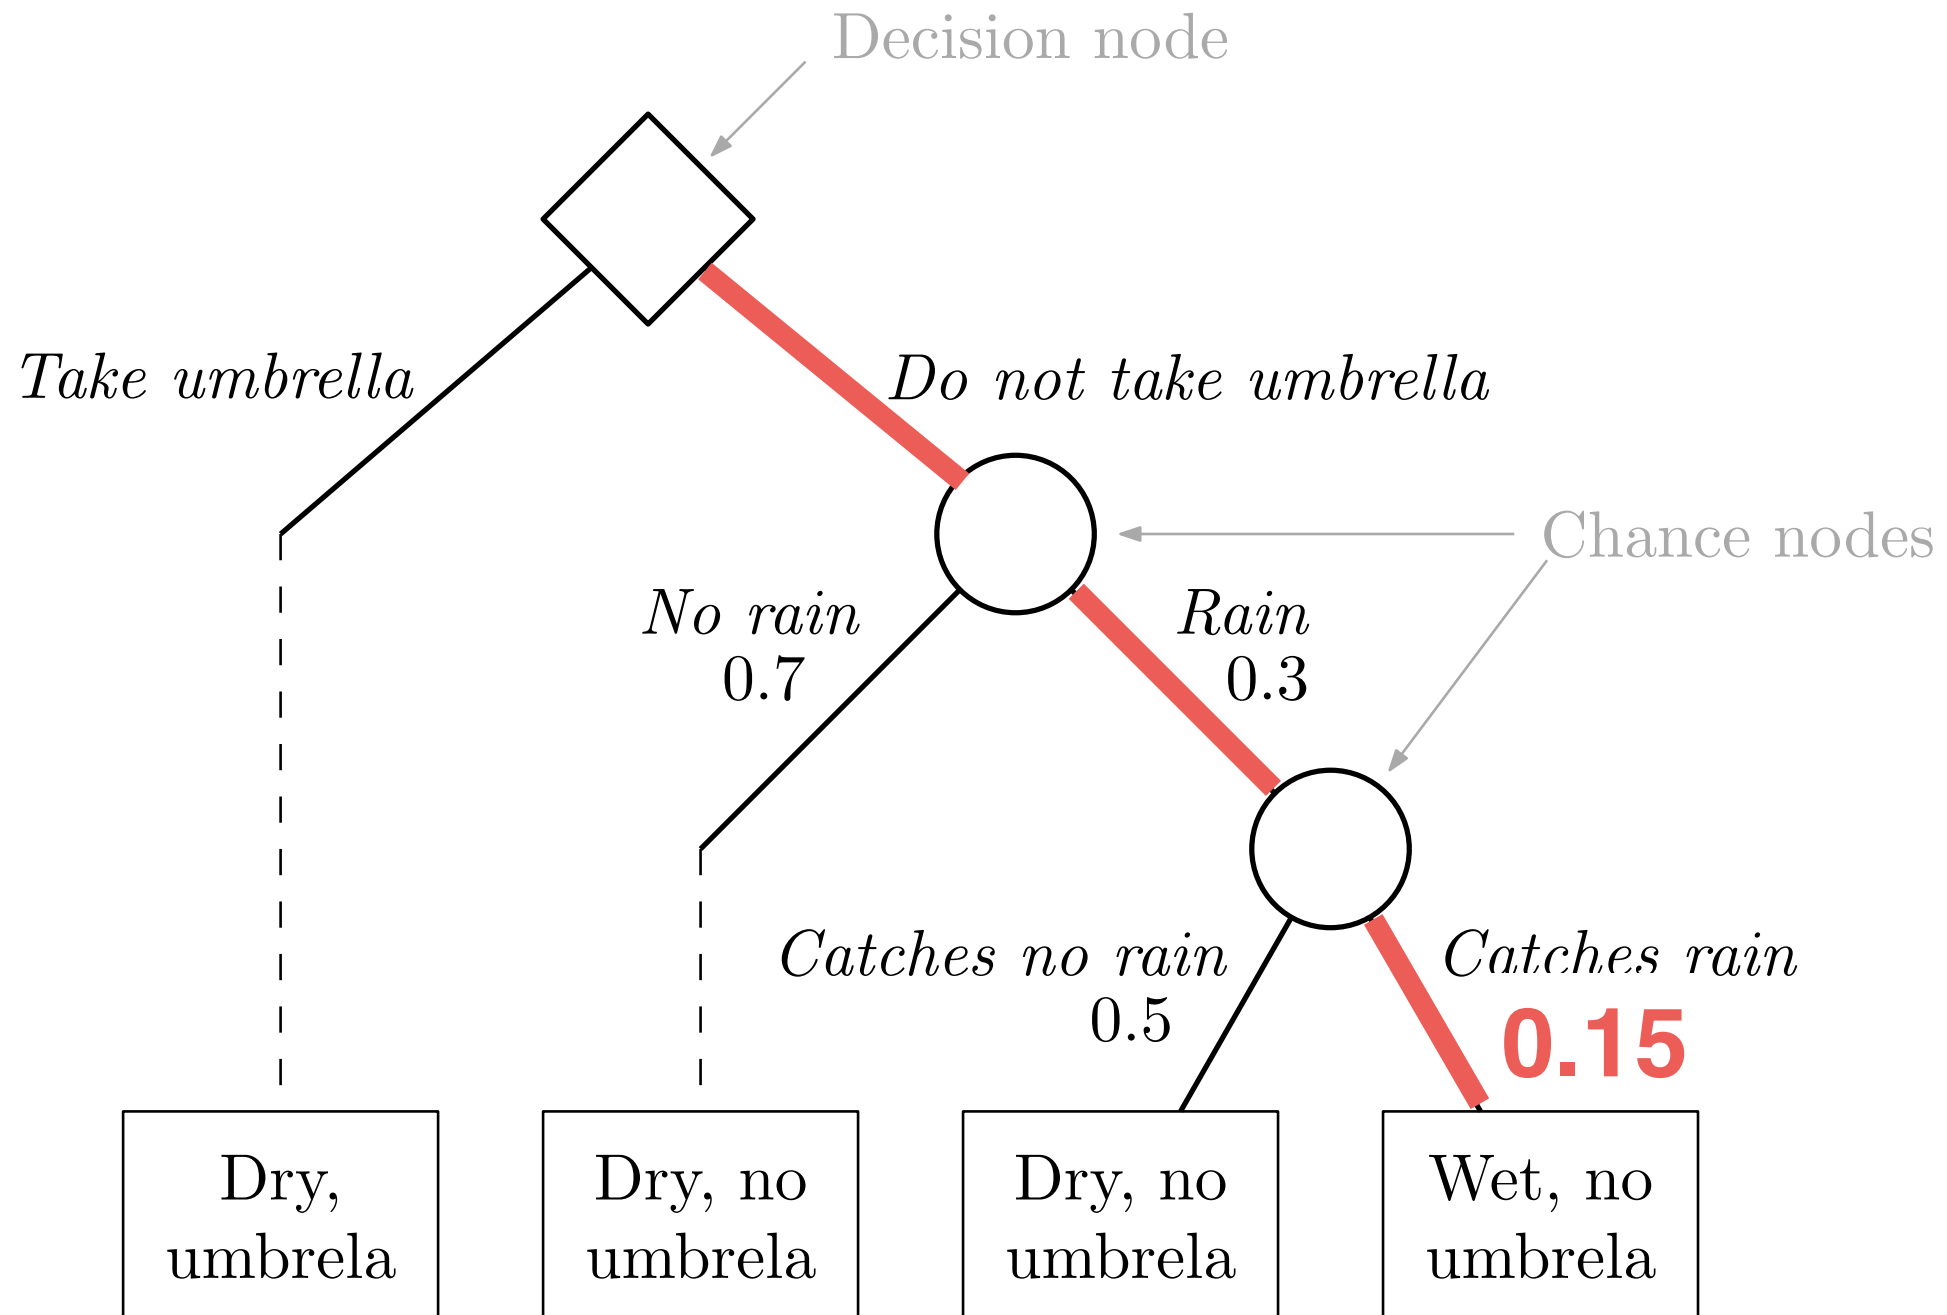 Decision node
Take umbrella
Do not take umbrella
Chance nodes
No rain
0.7
Rain
0.3
Catches no rain
0.5
Catches rain
0.15
Dry,
umbrela
Dry, no
umbrela
Dry, no
umbrela
Wet, no
umbrela